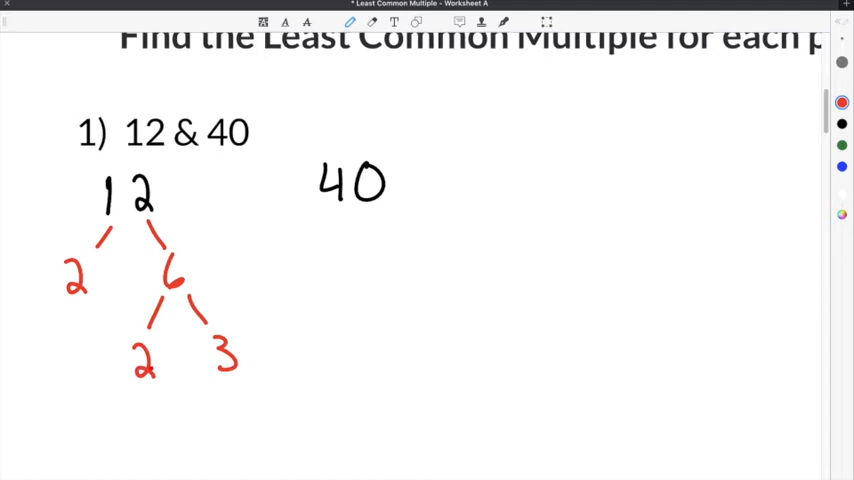 * Least Common Multiple - Worksheet A
Find the Least Common Multiple for each p
1) 12 & 40
12 40
2 6
2 3